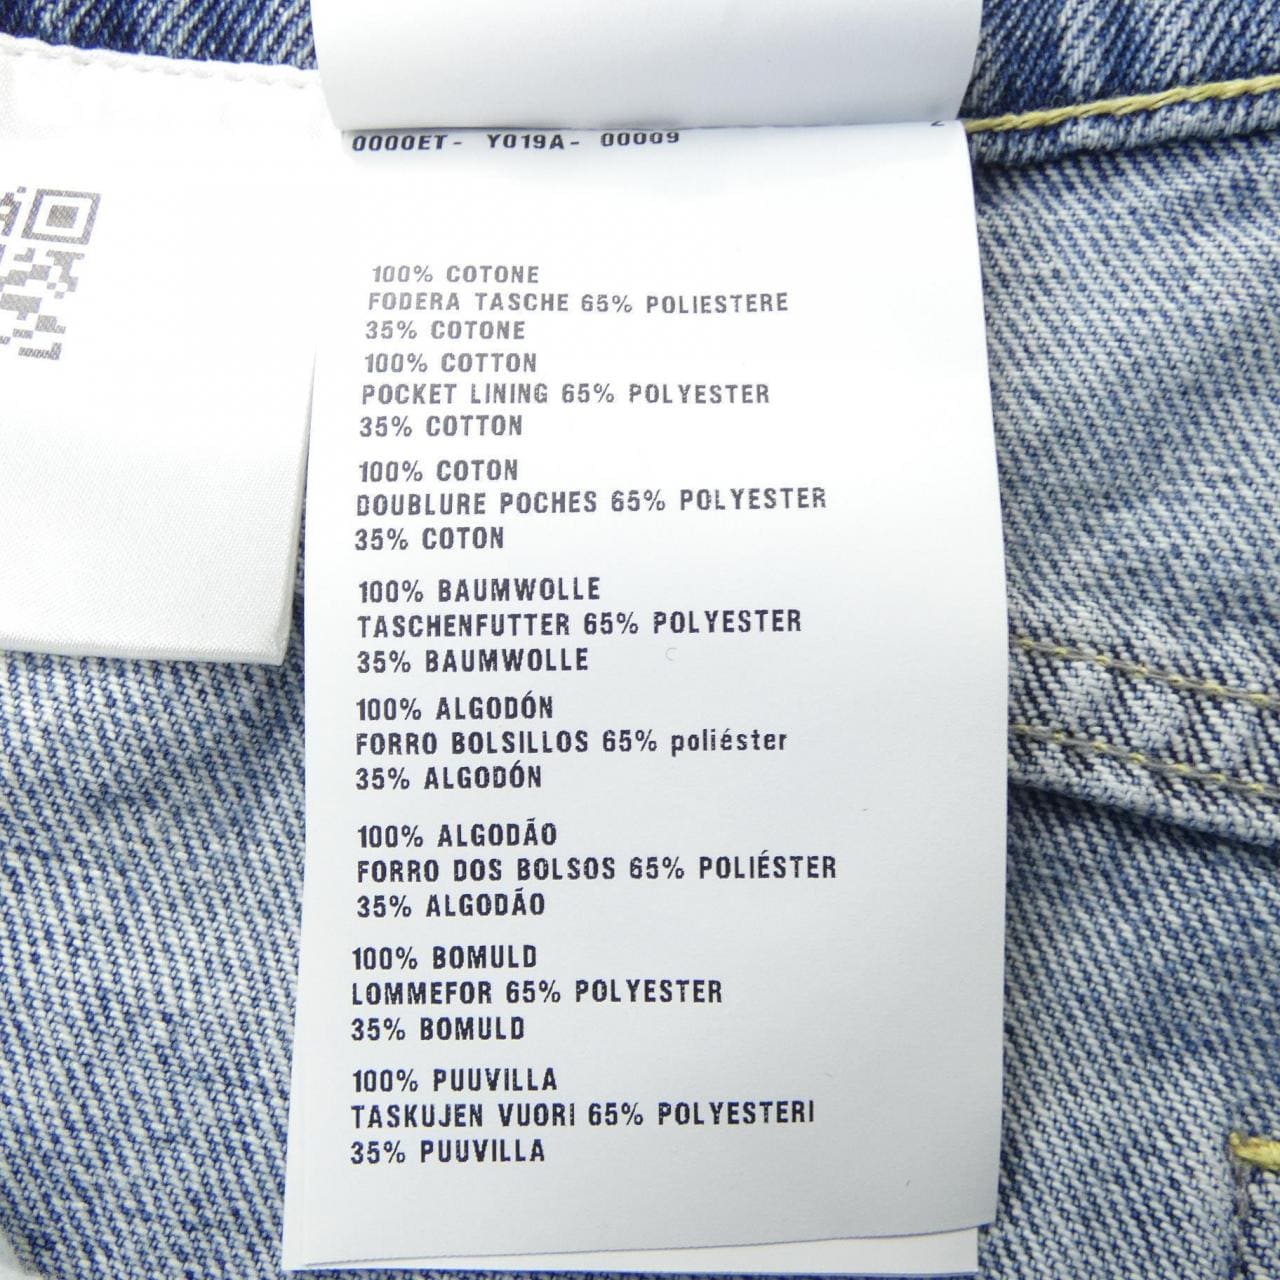 0000ET- Y019A- 00009
100% COTONE
FODERA TASCHE 65% POLIESTERE
35% COTONE
100% COTTON
POCKET LINING 65% POLYESTER
35% COTTON
100% COTON
DOUBLURE POCHES 65% POLYESTER
35% COTON
100% BAUMWOLLE
TASCHENFUTTER 65% POLYESTER
35% BAUMWOLLE
100% ALGODÓN
FORRO BOLSILLOS 65% poliéster
35% ALGODÓN
100% ALGODÃO
FORRO DOS BOLSOS 65% POLIÉSTER
35% ALGODÃO
100% BOMULD
LOMMEFOR 65% POLYESTER
35% BOMULD
100% PUUVILLA
TASKUJEN VUORI 65% POLYESTERI
35% PUUVILLA